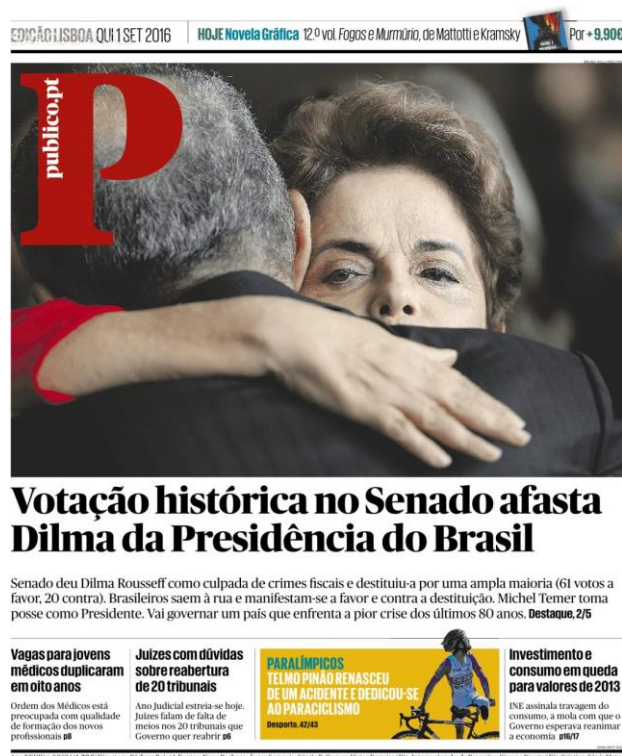 EDIÇÃO LISBOA QUI 1 SET 2016
HOJE Novela Gráfica 12.º vol. Fogos e Murmúrio, de Mattotti e Kramsky
Por + 9,90€
publico.pt
P
Votação histórica no Senado afasta
Dilma da Presidência do Brasil
Senado deu Dilma Rousseff como culpada de crimes fiscais e destituiu-a por uma ampla maioria (61 votos a
favor, 20 contra). Brasileiros saem à rua e manifestam-se a favor e contra a destituição. Michel Temer toma
posse como Presidente. Vai governar um país que enfrenta a pior crise dos últimos 80 anos. Destaque, 2/5
Vagas para jovens
médicos duplicaram
em oito anos
Ordem dos Médicos está
preocupada com qualidade
de formação dos novos
profissionais p8
Juízes com dúvidas
sobre reabertura
de 20 tribunais
Ano Judicial estreia-se hoje.
Juízes falam de falta de
meios nos 20 tribunais que
Governo quer reabrir p6
PARALÍMPICOS
TELMO PINÃO RENASCEU
DE UM ACIDENTE E DEDICOU-SE
AO PARACICLISMO
Desporto, 42/43
Investimento e
consumo em queda
para valores de 2013
INE assinala travagem do
consumo, a mola com que o
Governo esperava reanimar
a economia p16/17